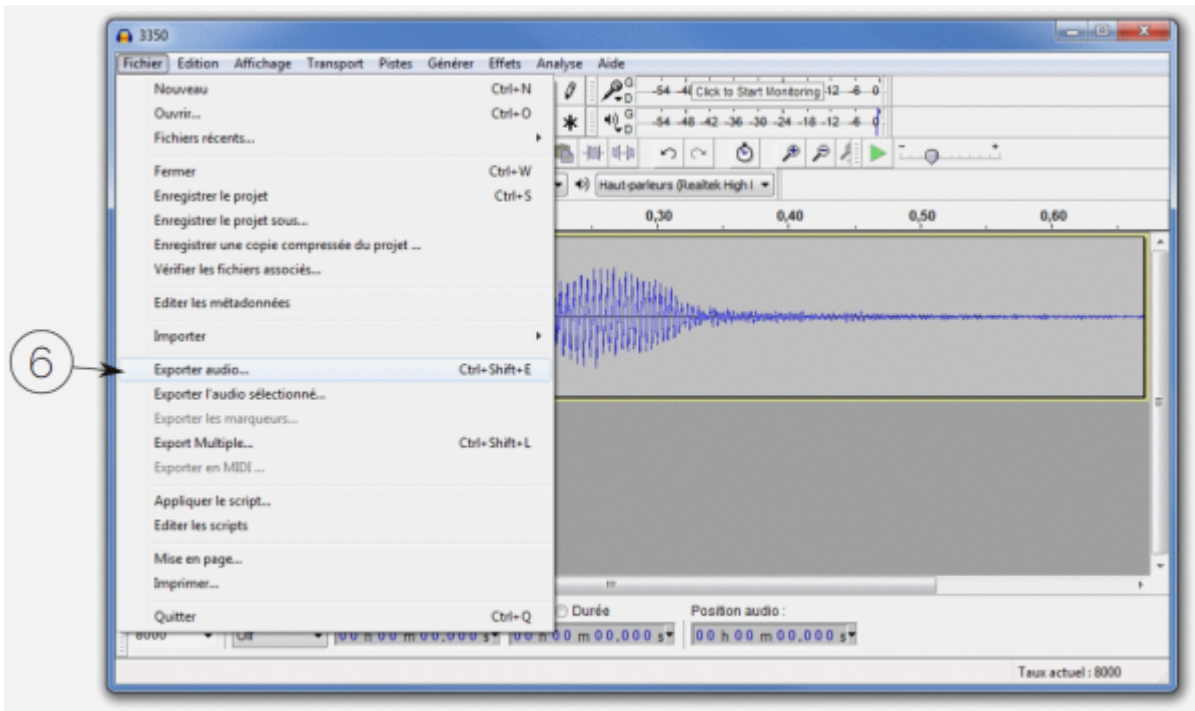 3350
Fichier Edition Affichage Transport Pistes Générer Effets Analyse Aide
Nouveau Ctrl+N
Ouvrir... Ctrl+O
Fichiers récents...
Fermer Ctrl+W
Enregistrer le projet Ctrl+S
Enregistrer le projet sous...
Enregistrer une copie compressée du projet ...
Vérifier les fichiers associés...
Editer les métadonnées
Importer
6
Exporter audio... Ctrl+Shift+E
Exporter l'audio sélectionné...
Exporter les marqueurs...
Export Multiple... Ctrl+Shift+L
Exporter en MIDI ...
Appliquer le script...
Editer les scripts
Mise en page...
Imprimer...
Quitter Ctrl+Q
G
D
-54 Click to Start Monitoring 12 -6 0
G
D
-54 -48 -42 -36 -30 -24 -18 -12 -6 0
- +
Haut-parleurs (Realtek High I
0,30 0,40 0,50 0,60
Durée Position audio :
8000 00 h 00 m 00.000 s 00 h 00 m 00.000 s 00 h 00 m 00.000 s
Taux actuel : 8000